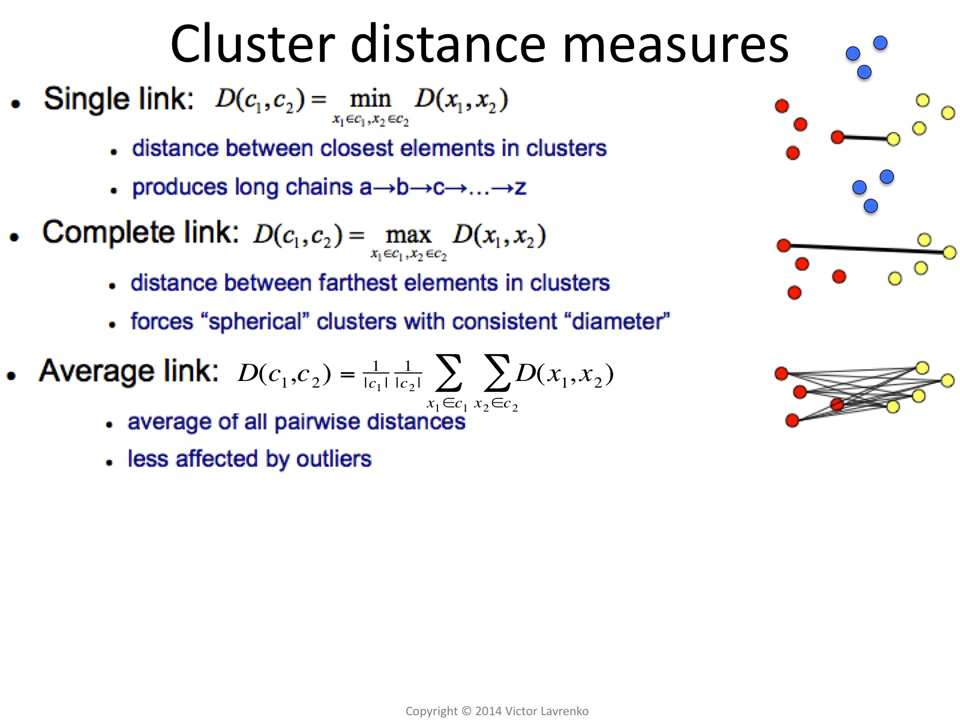 Cluster distance measures
• Single link: D(c₁,c₂) = min x₁∈c₁,x₂∈c₂ D(x₁,x₂)
• distance between closest elements in clusters
• produces long chains a→b→c→…→z
• Complete link: D(c₁,c₂) = max x₁∈c₁,x₂∈c₂ D(x₁,x₂)
• distance between farthest elements in clusters
• forces “spherical” clusters with consistent “diameter”
• Average link: D(c₁,c₂) = 1/|c₁| 1/|c₂| ∑ x₁∈c₁ ∑ x₂∈c₂ D(x₁,x₂)
• average of all pairwise distances
• less affected by outliers
Copyright © 2014 Victor Lavrenko